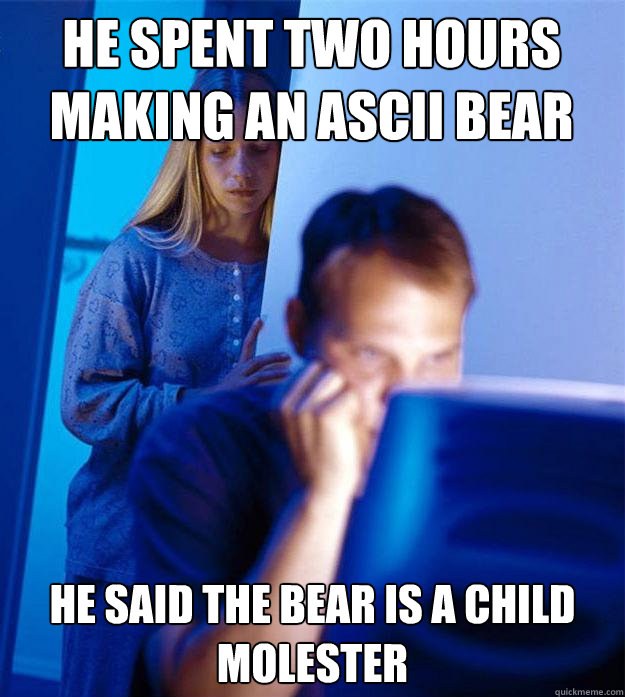 HE SPENT TWO HOURS
MAKING AN ASCII BEAR
HE SAID THE BEAR IS A CHILD
MOLESTER
quickmeme.com